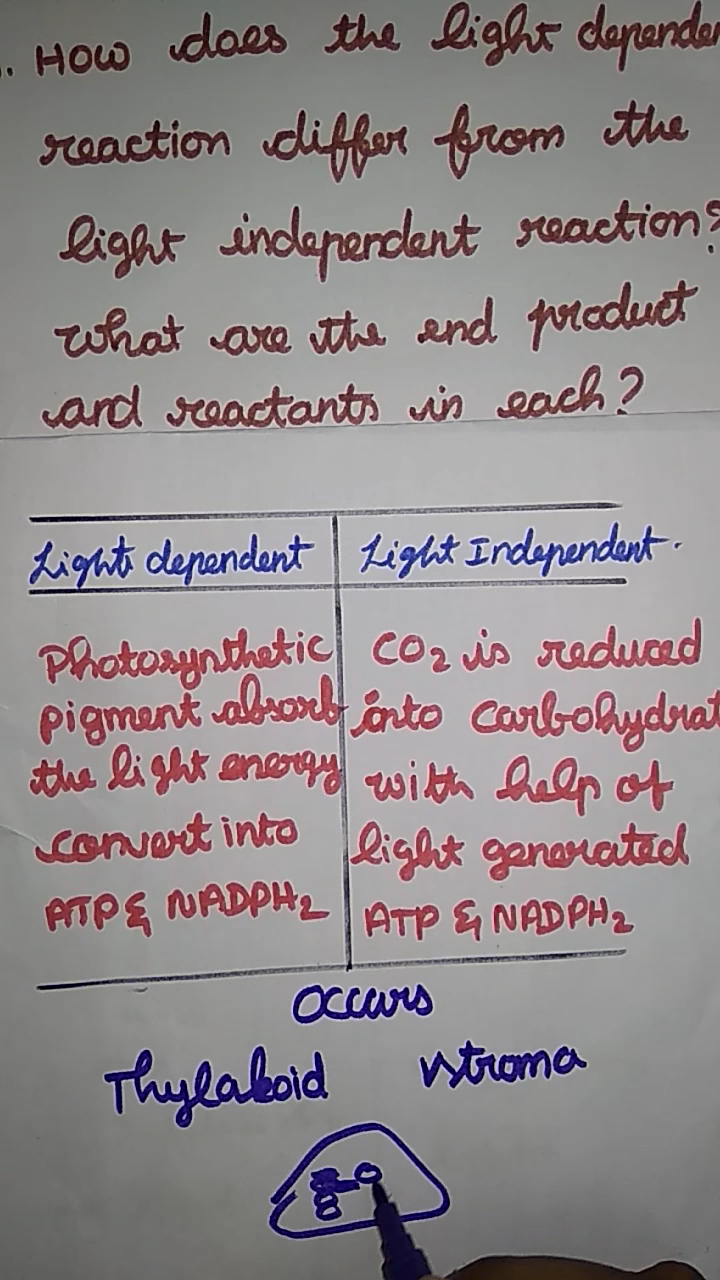 . How does the light depende
reaction differ from the
light independent reaction?
what are the end product
and reactants in each?
Light dependent
Photosynthetic
pigment absorb
the light energy
convert into
ATP & NADPH2
Light Independent.
CO2 is reduced
into carbohydrat
with help of
light generated
ATP & NADPH2
Occurs
Thylakoid stroma